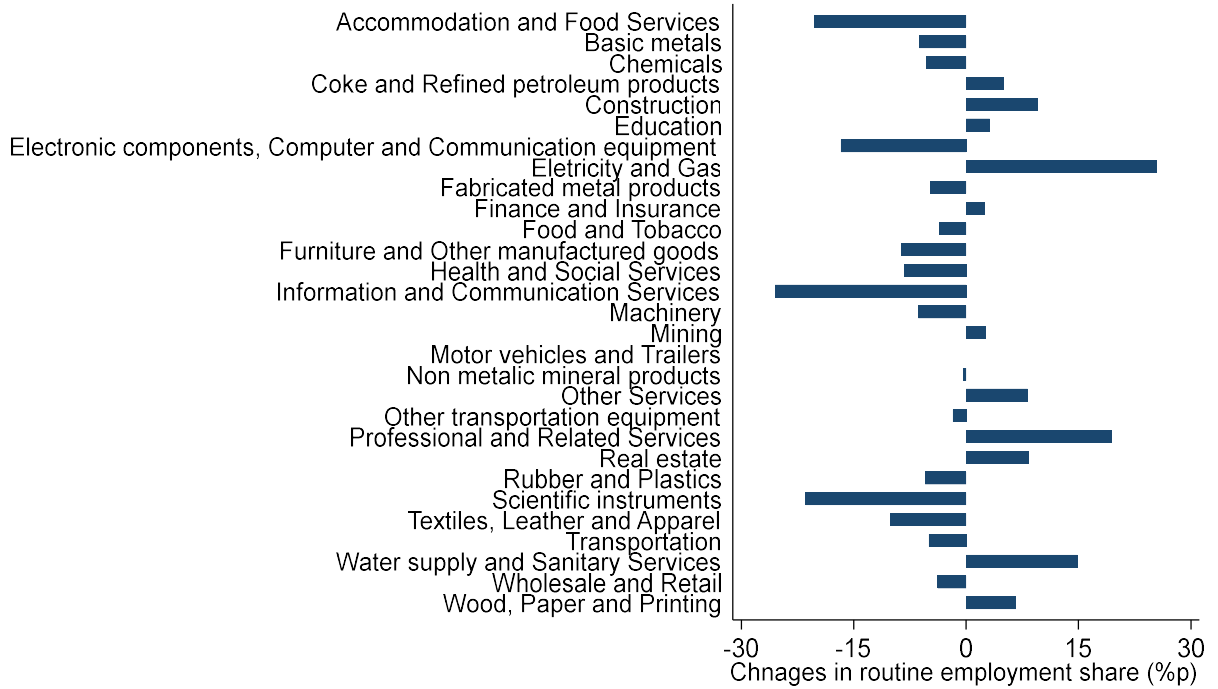 Accommodation and Food Services
Basic metals
Chemicals
Coke and Refined petroleum products
Construction
Education
Electronic components, Computer and Communication equipment
Eletricity and Gas
Fabricated metal products
Finance and Insurance
Food and Tobacco
Furniture and Other manufactured goods
Health and Social Services
Information and Communication Services
Machinery
Mining
Motor vehicles and Trailers
Non metalic mineral products
Other Services
Other transportation equipment
Professional and Related Services
Real estate
Rubber and Plastics
Scientific instruments
Textiles, Leather and Apparel
Transportation
Water supply and Sanitary Services
Wholesale and Retail
Wood, Paper and Printing
-30 -15 0 15 30
Chnages in routine employment share (%p)